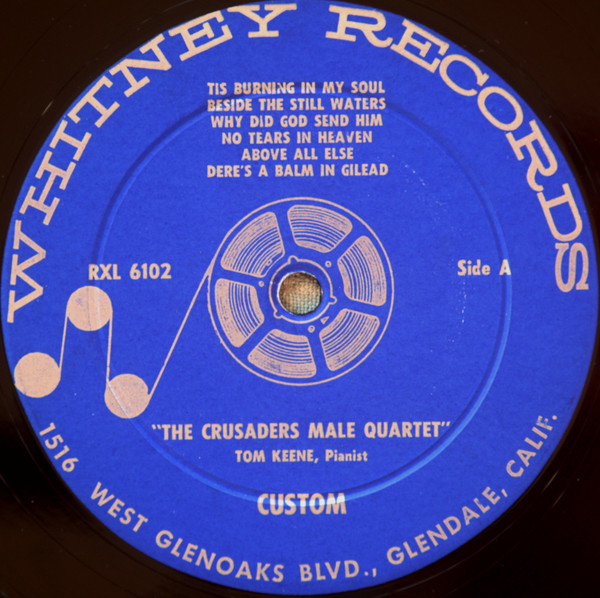 WHITNEY RECORDS
TIS BURNING IN MY SOUL
BESIDE THE STILL WATERS
WHY DID GOD SEND HIM
NO TEARS IN HEAVEN
ABOVE ALL ELSE
DERE'S A BALM IN GILEAD
RXL 6102
Side A
"THE CRUSADERS MALE QUARTET"
TOM KEENE, Pianist
CUSTOM
1516 WEST GLENOAKS BLVD., GLENDALE, CALIF.